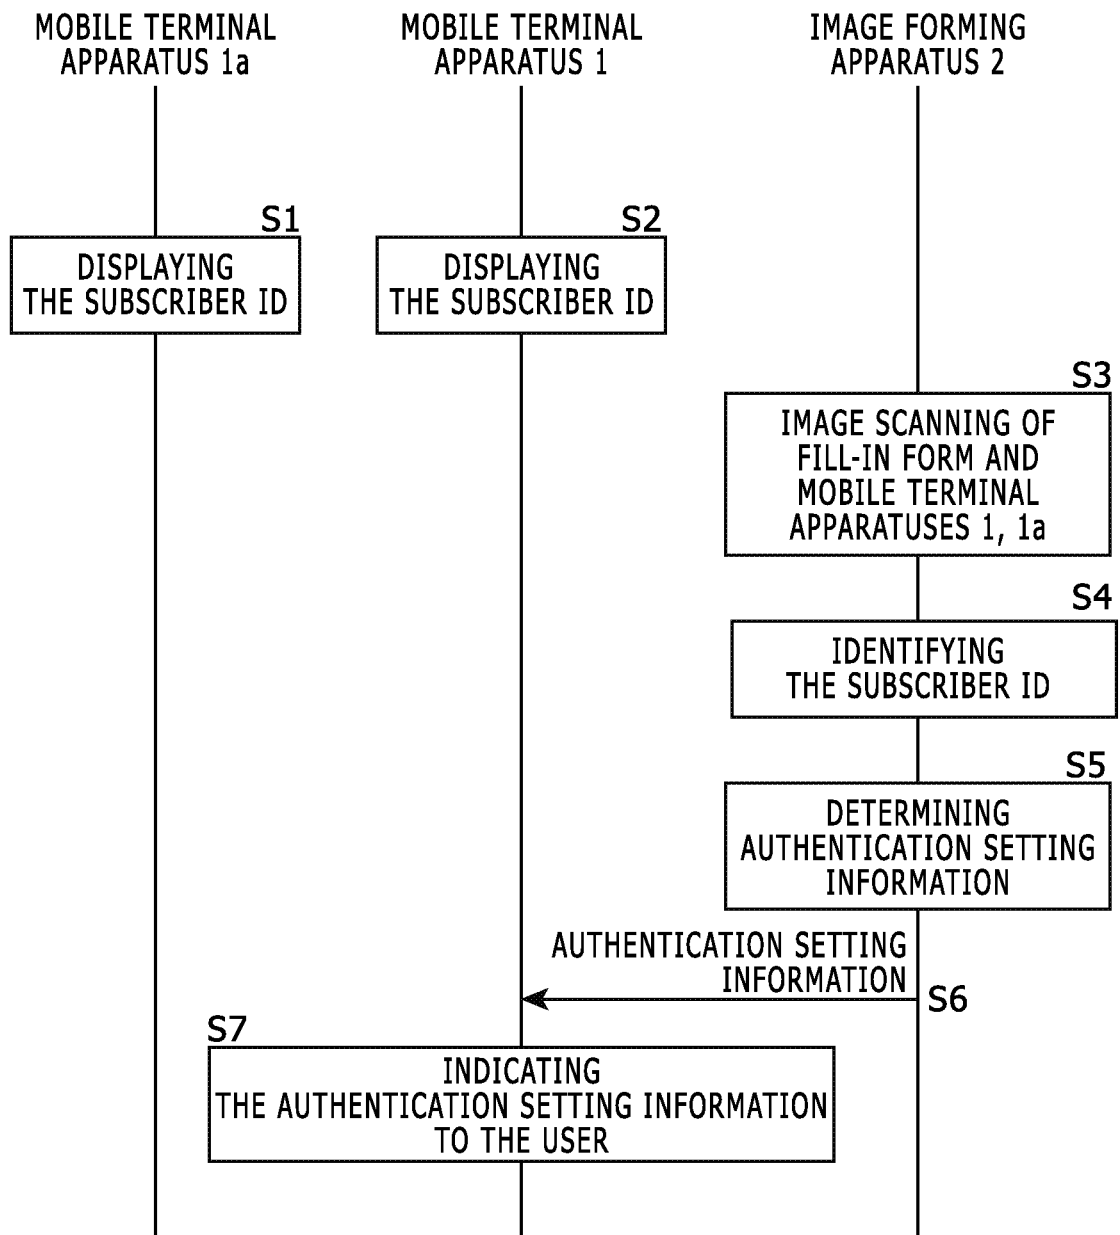 MOBILE TERMINAL
APPARATUS 1a
MOBILE TERMINAL
APPARATUS 1
IMAGE FORMING
APPARATUS 2
S1
DISPLAYING
THE SUBSCRIBER ID
S2
DISPLAYING
THE SUBSCRIBER ID
S3
IMAGE SCANNING OF
FILL-IN FORM AND
MOBILE TERMINAL
APPARATUSES 1, 1a
S4
IDENTIFYING
THE SUBSCRIBER ID
S5
DETERMINING
AUTHENTICATION SETTING
INFORMATION
AUTHENTICATION SETTING
INFORMATION
S6
S7
INDICATING
THE AUTHENTICATION SETTING INFORMATION
TO THE USER